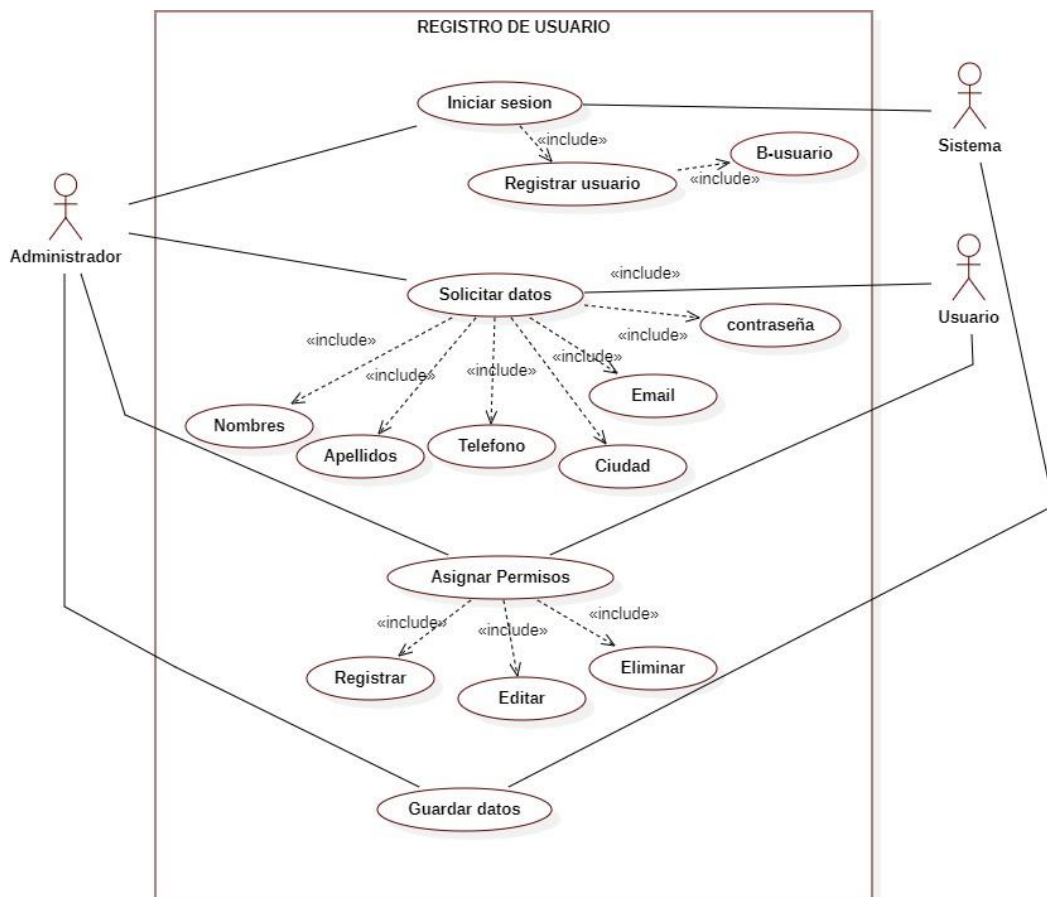 REGISTRO DE USUARIO
Iniciar sesion
Sistema
«include»
B-usuario
Registrar usuario
«include»
Administrador
«include»
Solicitar datos
Usuario
contraseña
«include»
«include»
«include»
«include»
«include»
Email
Nombres
Apellidos
Telefono
Ciudad
Asignar Permisos
«include»
«include»
«include»
Registrar
Editar
Eliminar
Guardar datos